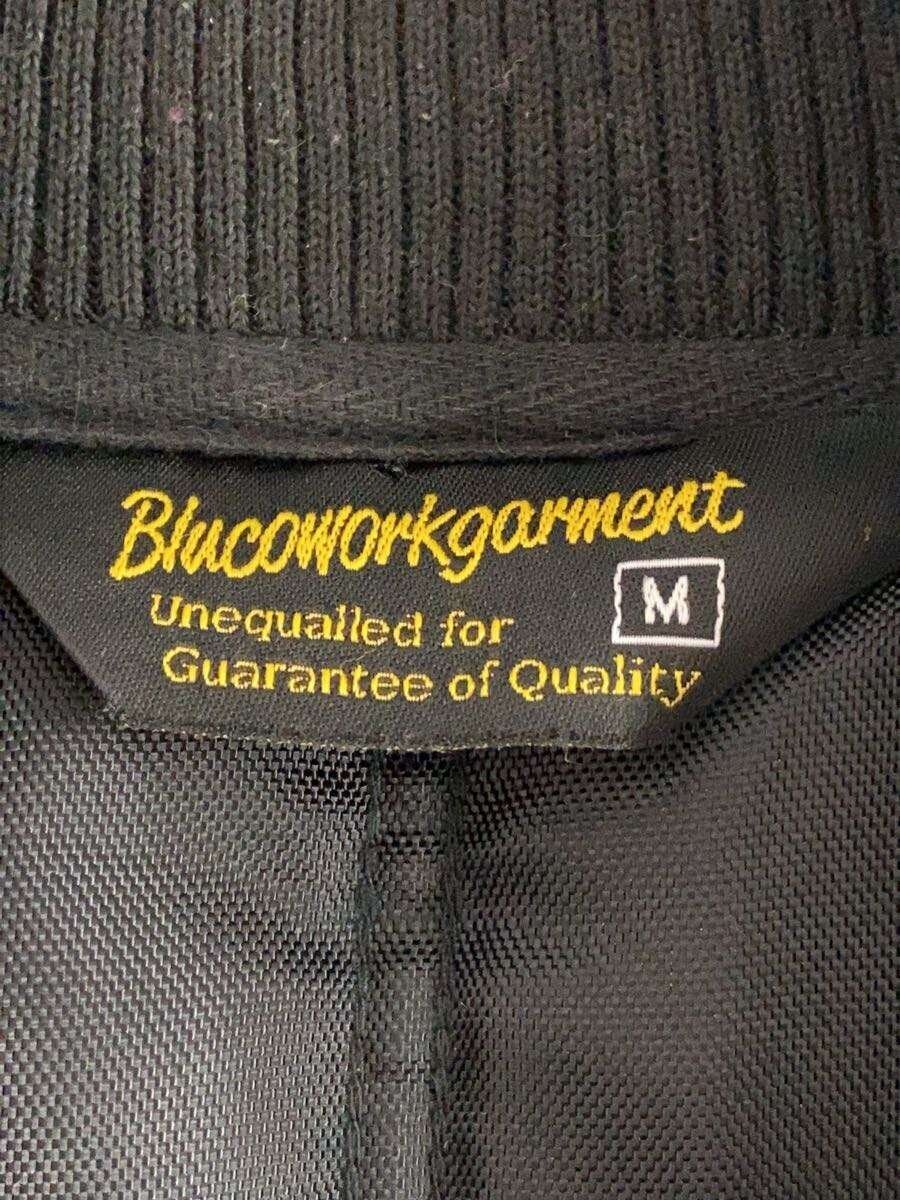 Blucoworkgarment
M
Unequalled for
Guarantee of Quality